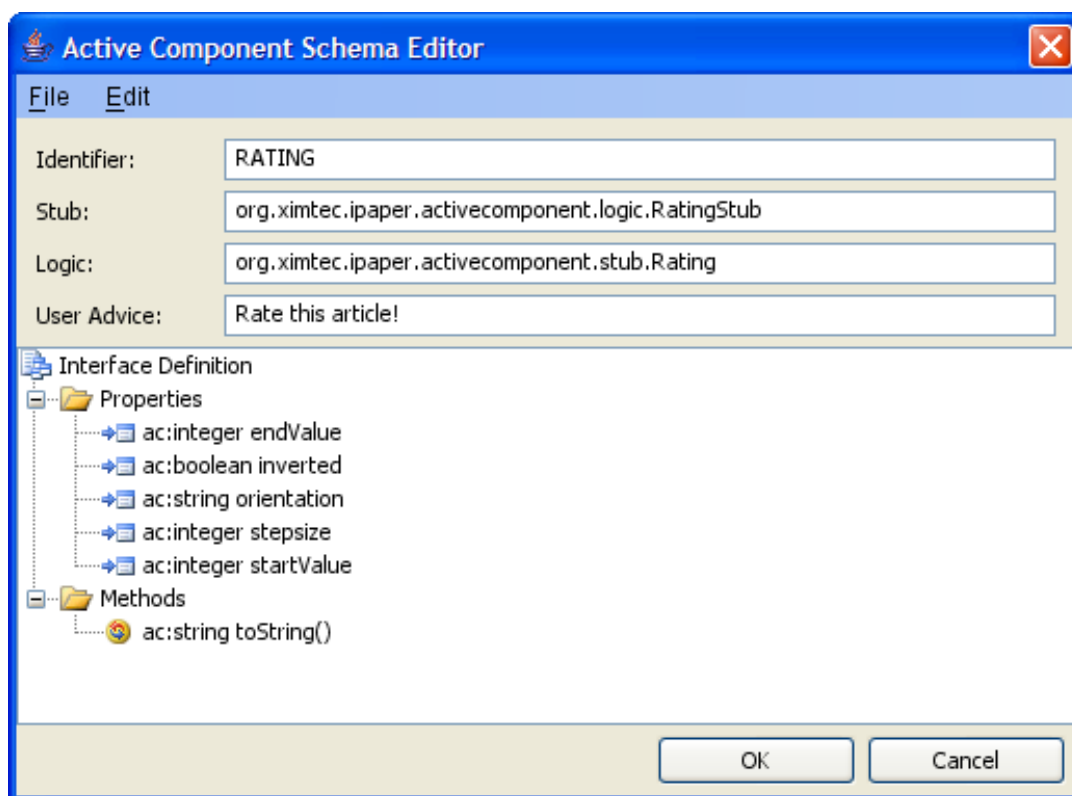 Active Component Schema Editor
File Edit
Identifier: RATING
Stub: org.ximtec.ipaper.activecomponent.logic.RatingStub
Logic: org.ximtec.ipaper.activecomponent.stub.Rating
User Advice: Rate this article!
Interface Definition
Properties
ac:integer endValue
ac:boolean inverted
ac:string orientation
ac:integer stepsize
ac:integer startValue
Methods
ac:string toString()
OK Cancel